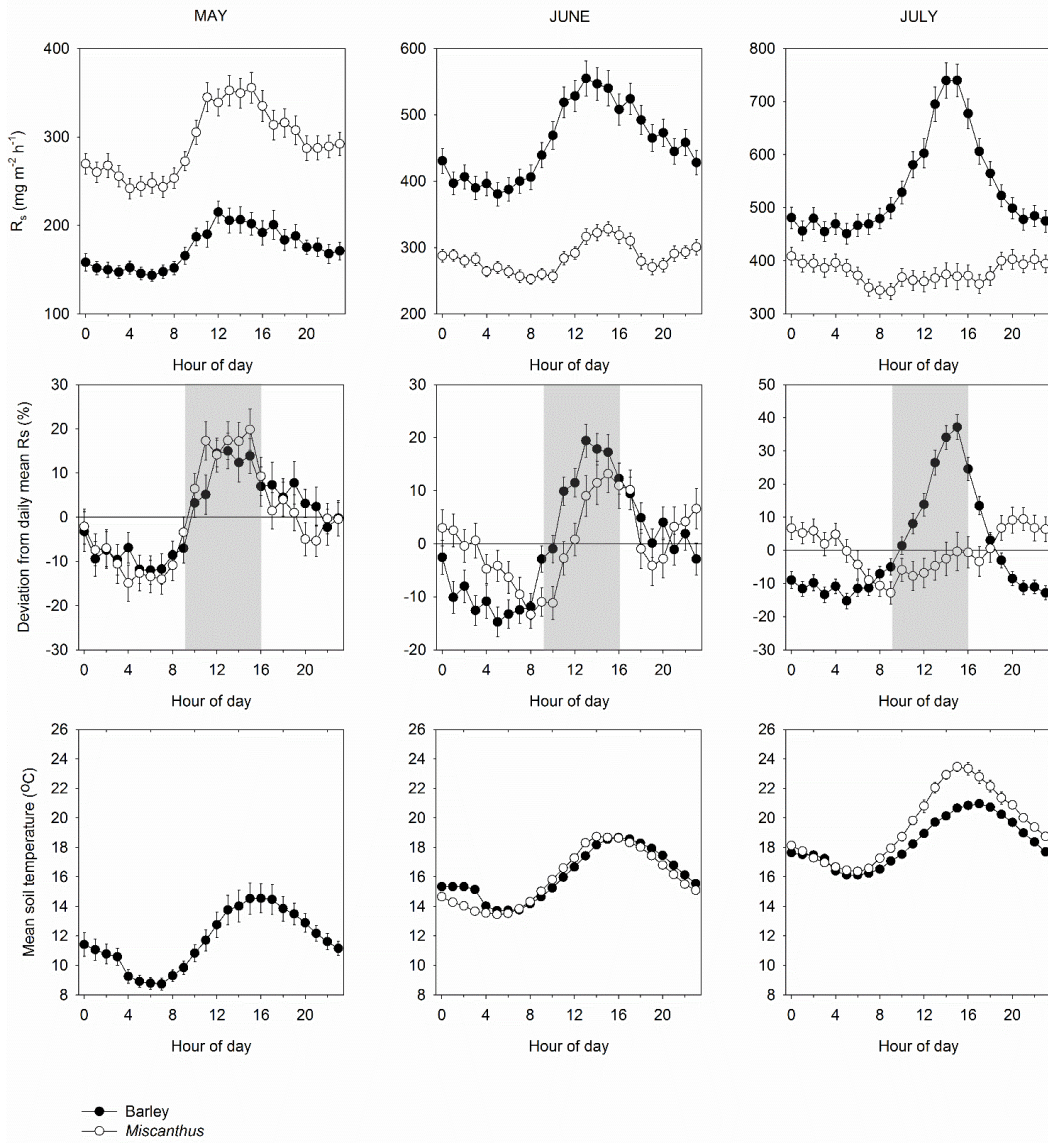 MAY JUNE JULY
400 600 800
700
300 500 600
Rs (mg m-2 h-1)
400 500
200 300 400
100 200 300
0 4 8 12 16 20 0 4 8 12 16 20 0 4 8 12 16 20
Hour of day Hour of day Hour of day
Deviation from daily mean Rs (%)
30 30 50
20 20 40
10 30
10 20
0 0 10
-10 0
-10 -10
-20 -20
-30 -20 -30
0 4 8 12 16 20 0 4 8 12 16 20 0 4 8 12 16 20
Hour of day Hour of day Hour of day
Mean soil temperature (oC)
26 26 26
24 24 24
22 22 22
20 20 20
18 18 18
16 16 16
14 14 14
12 12 12
10 10 10
8 8 8
0 4 8 12 16 20 0 4 8 12 16 20 0 4 8 12 16 20
Hour of day Hour of day Hour of day
Barley
Miscanthus